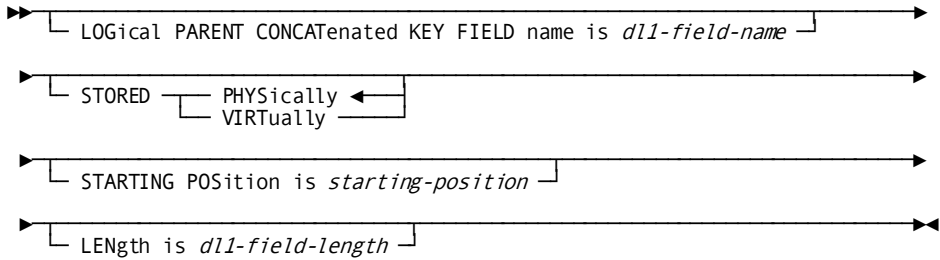 LOGical PARENT CONCATenated KEY FIELD name is dl1-field-name
STORED PHYSically
VIRTually
STARTING POSition is starting-position
LENgth is dl1-field-length